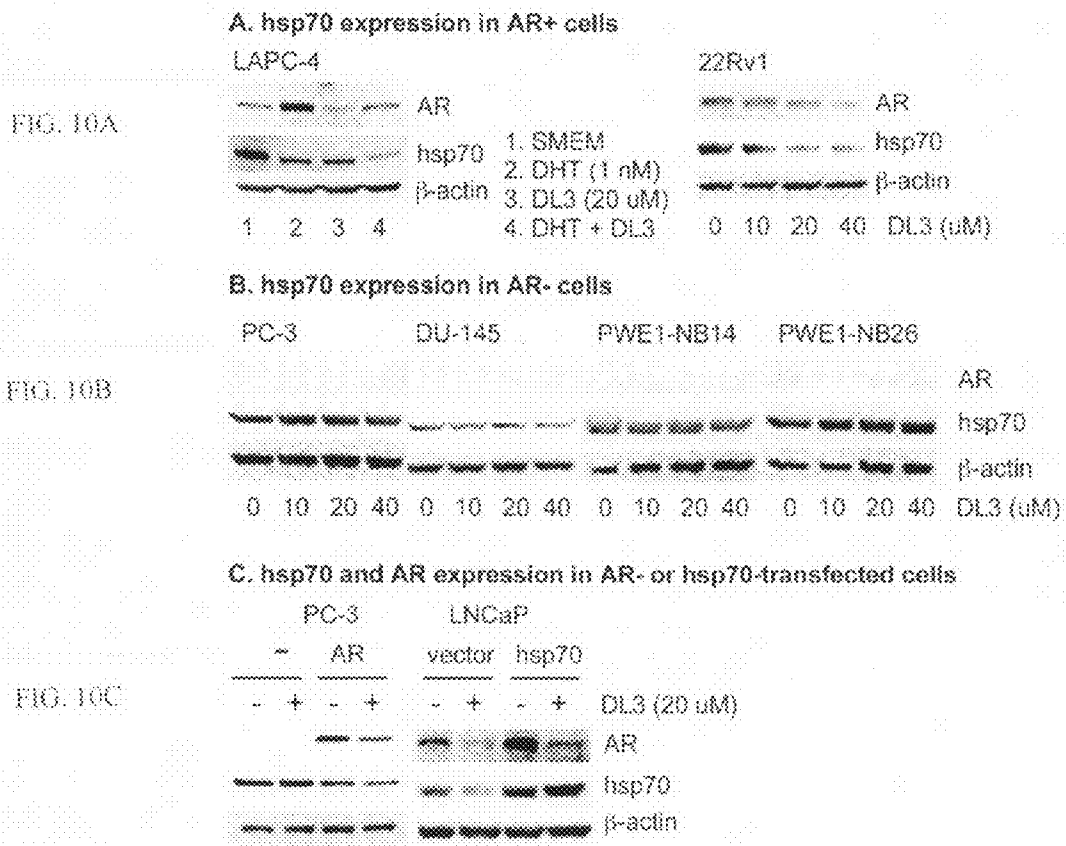 A. hsp70 expression in AR+ cells
LAPC-4
22Rv1
FIG. 10A
AR
AR
hsp70
1. SMEM
hsp70
2. DHT (1 nM)
β-actin
3. DL3 (20 uM)
β-actin
1 2 3 4
4. DHT + DL3
0 10 20 40 DL3 (uM)
B. hsp70 expression in AR- cells
PC-3 DU-145 PWE1-NB14 PWE1-NB26
FIG. 10B
AR
hsp70
β-actin
0 10 20 40 0 10 20 40 0 10 20 40 0 10 20 40 DL3 (uM)
C. hsp70 and AR expression in AR- or hsp70-transfected cells
PC-3 LNCaP
- AR vector hsp70
FIG. 10C
- + - + - + - + DL3 (20 uM)
AR
hsp70
β-actin